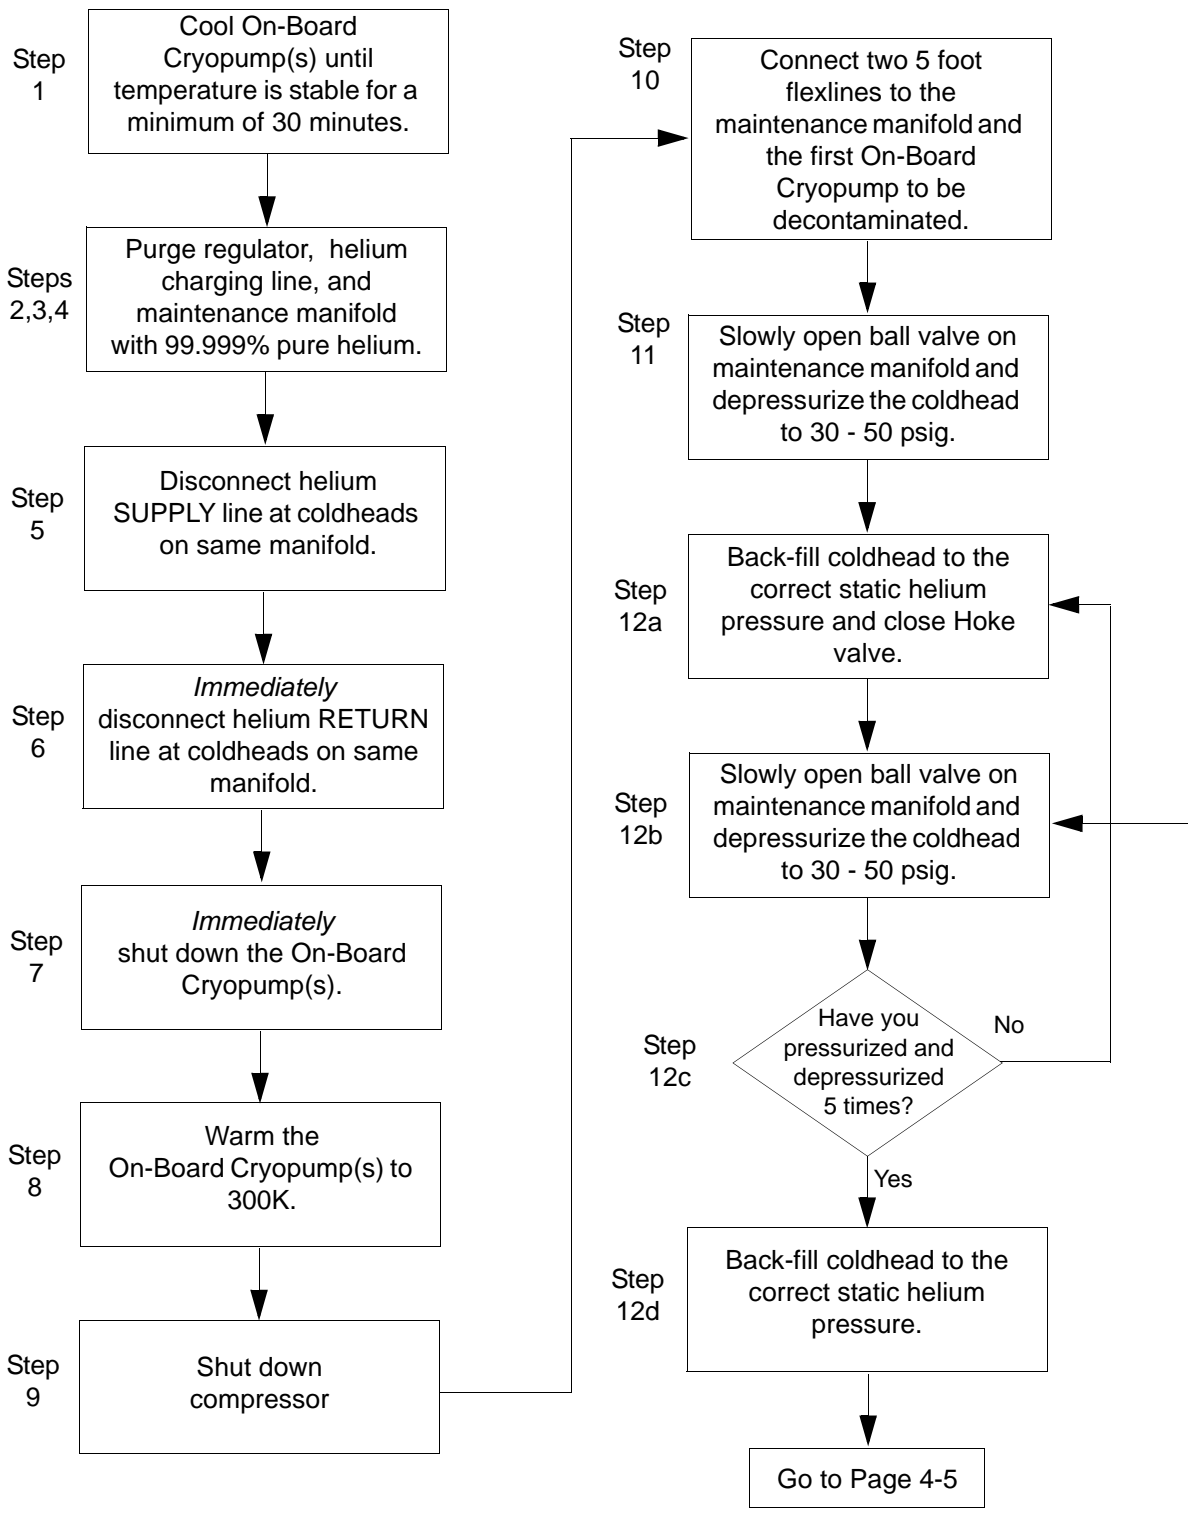 Step
1
Cool On-Board
Cryopump(s) until
temperature is stable for a
minimum of 30 minutes.
Steps
2,3,4
Purge regulator, helium
charging line, and
maintenance manifold
with 99.999% pure helium.
Step
5
Disconnect helium
SUPPLY line at coldheads
on same manifold.
Step
6
Immediately
disconnect helium RETURN
line at coldheads on same
manifold.
Step
7
Immediately
shut down the On-Board
Cryopump(s).
Step
8
Warm the
On-Board Cryopump(s) to
300K.
Step
9
Shut down
compressor
Step
10
Connect two 5 foot
flexlines to the
maintenance manifold and
the first On-Board
Cryopump to be
decontaminated.
Step
11
Slowly open ball valve on
maintenance manifold and
depressurize the coldhead
to 30 - 50 psig.
Step
12a
Back-fill coldhead to the
correct static helium
pressure and close Hoke
valve.
Step
12b
Slowly open ball valve on
maintenance manifold and
depressurize the coldhead
to 30 - 50 psig.
Step
12c
Have you
pressurized and
depressurized
5 times?
No
Yes
Step
12d
Back-fill coldhead to the
correct static helium
pressure.
Go to Page 4-5